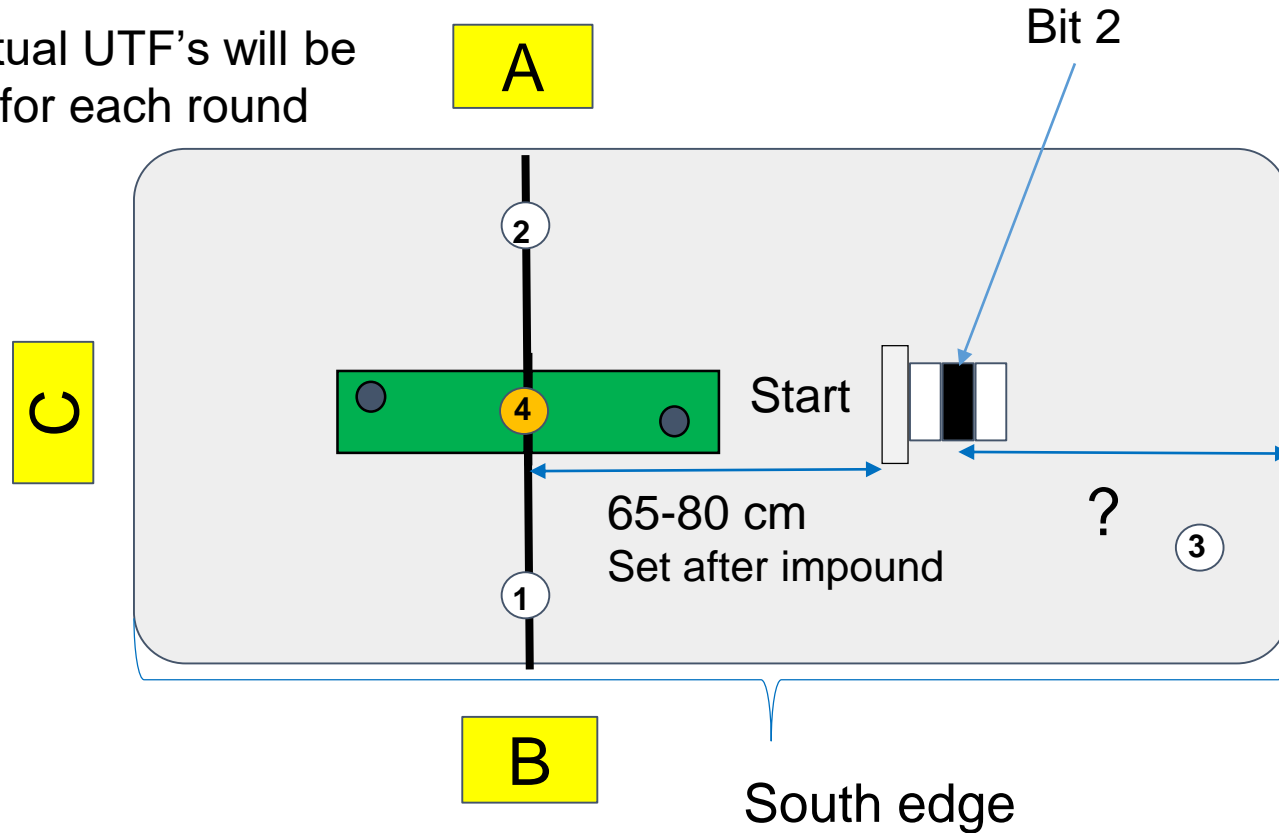 UTF's will be
for each round
A
Bit 2
2
C
4
Start
65-80 cm
Set after impound
?
3
1
B
South edge